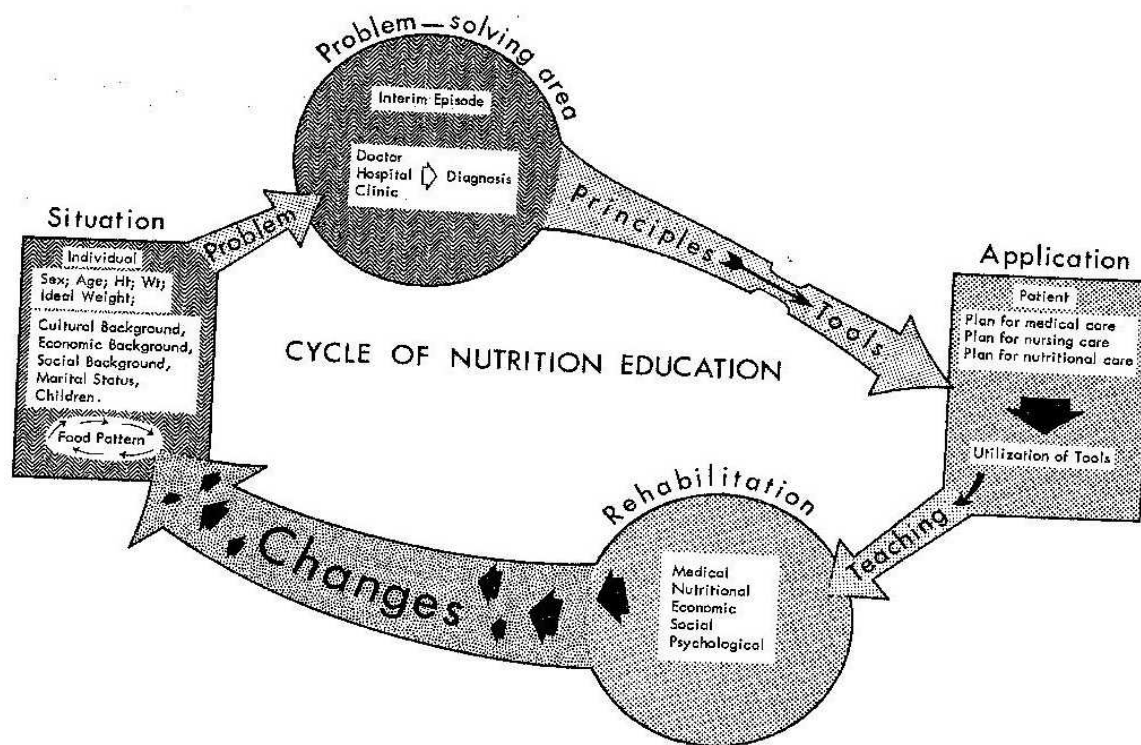 Problem—solving area
Interim Episode
Doctor
Hospital
Clinic
Diagnosis
Situation
Problem
Individual
Sex; Age; Ht; Wt;
Ideal Weight;
Cultural Background,
Economic Background,
Social Background,
Marital Status,
Children.
Food Pattern
Principles
Tools
CYCLE OF NUTRITION EDUCATION
Application
Patient
Plan for medical care
Plan for nursing care
Plan for nutritional care
Utilization of Tools
Teaching
Rehabilitation
Medical
Nutritional
Economic
Social
Psychological
Changes